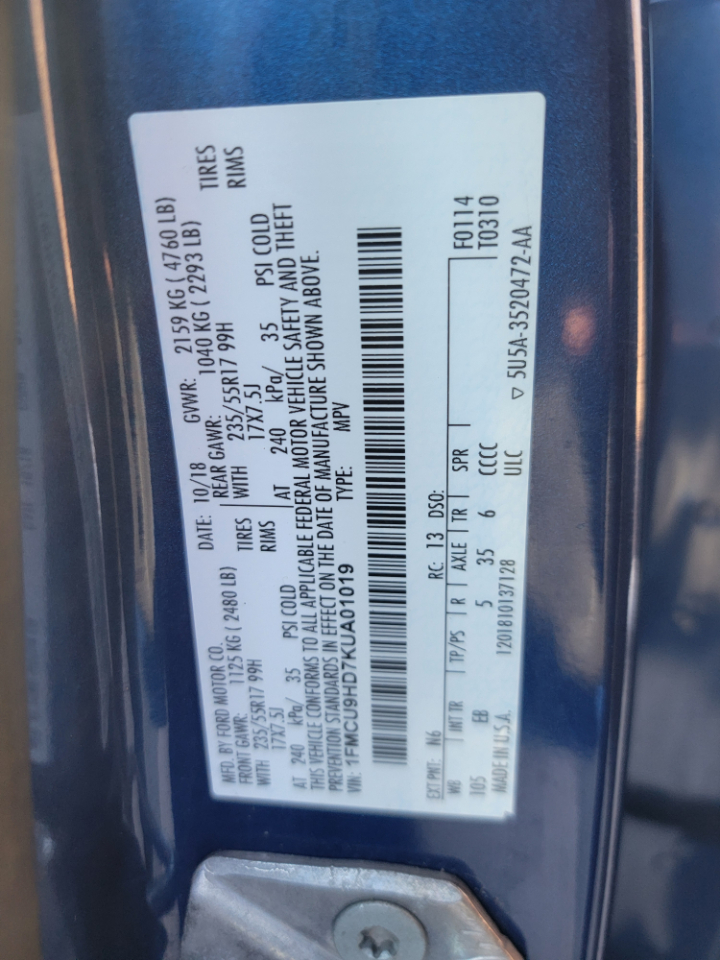 MFD. BY FORD MOTOR CO.
DATE: 10/18 GVWR: 2159 KG ( 4760 LB)
FRONT GAWR: 1125 KG ( 2480 LB) REAR GAWR: 1040 KG ( 2293 LB)
WITH 235/55R17 99H TIRES WITH 235/55R17 99H TIRES
17X7.5J RIMS 17X7.5J RIMS
AT 240 kPa/ 35 PSI COLD AT 240 kPa/ 35 PSI COLD
THIS VEHICLE CONFORMS TO ALL APPLICABLE FEDERAL MOTOR VEHICLE SAFETY AND THEFT
PREVENTION STANDARDS IN EFFECT ON THE DATE OF MANUFACTURE SHOWN ABOVE.
VIN: 1FMCU9HD7KUA01019 TYPE: MPV
EXT PNT: N6 RC: 13 DSO: F0114
WB INT TR TP/PS R AXLE TR SPR T0310
105 EB 5 35 6 CCCC
MADE IN U.S.A. 1201810137128 ULC ▽ 5U5A-3520472-AA